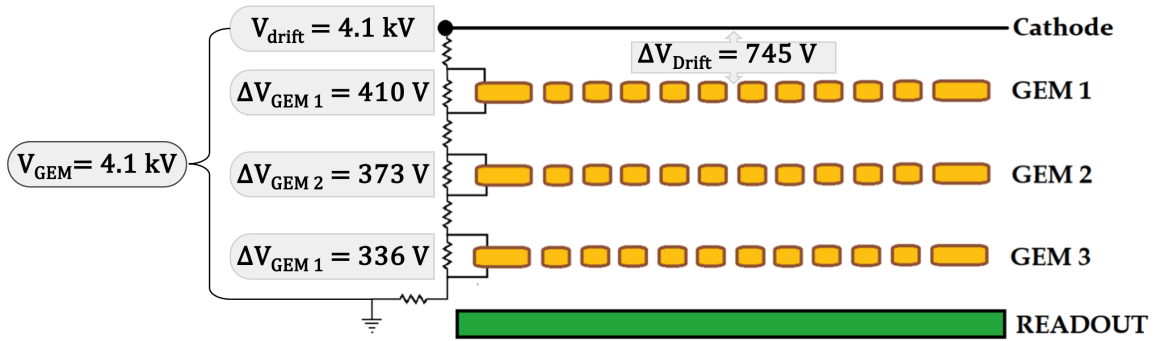 V_drift = 4.1 kV
Cathode
ΔV_Drift = 745 V
ΔV_GEM 1 = 410 V
GEM 1
V_GEM= 4.1 kV
ΔV_GEM 2 = 373 V
GEM 2
ΔV_GEM 1 = 336 V
GEM 3
READOUT